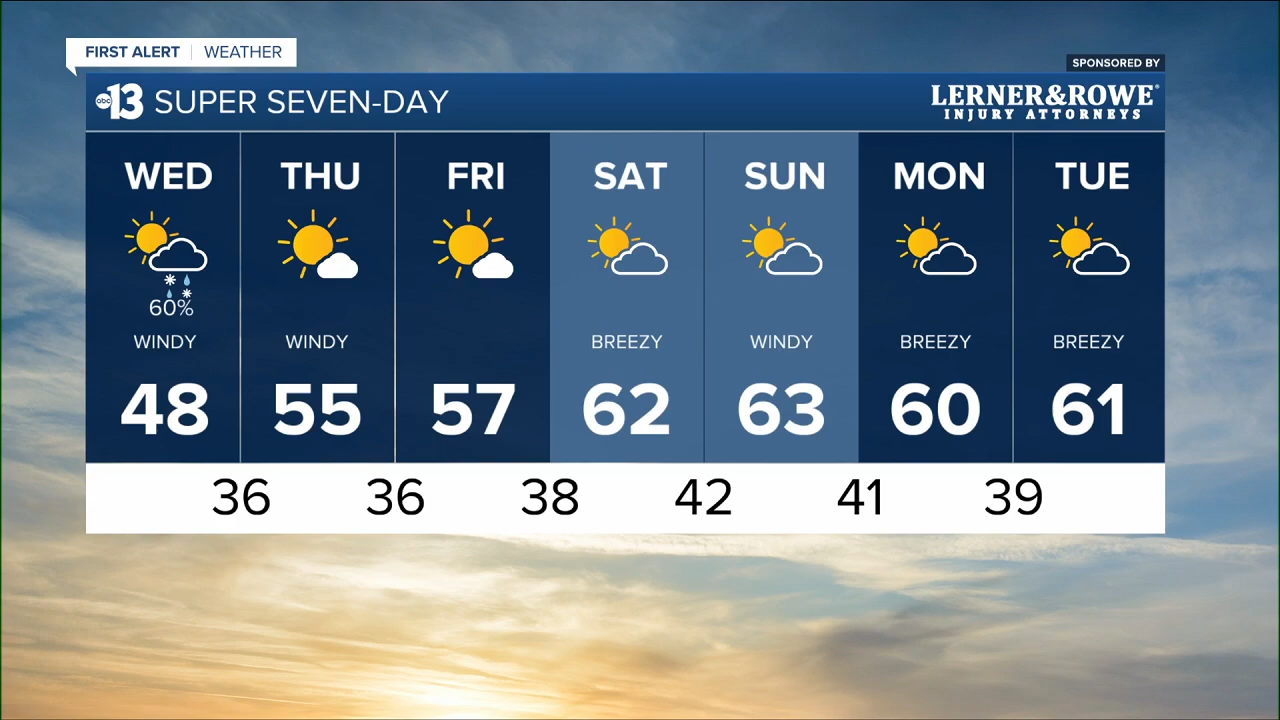 FIRST ALERT | WEATHER
SPONSORED BY
abc 13 SUPER SEVEN-DAY
LERNER&ROWE®
INJURY ATTORNEYS
WED THU FRI SAT SUN MON TUE
60%
WINDY WINDY BREEZY WINDY BREEZY BREEZY
48 55 57 62 63 60 61
36 36 38 42 41 39